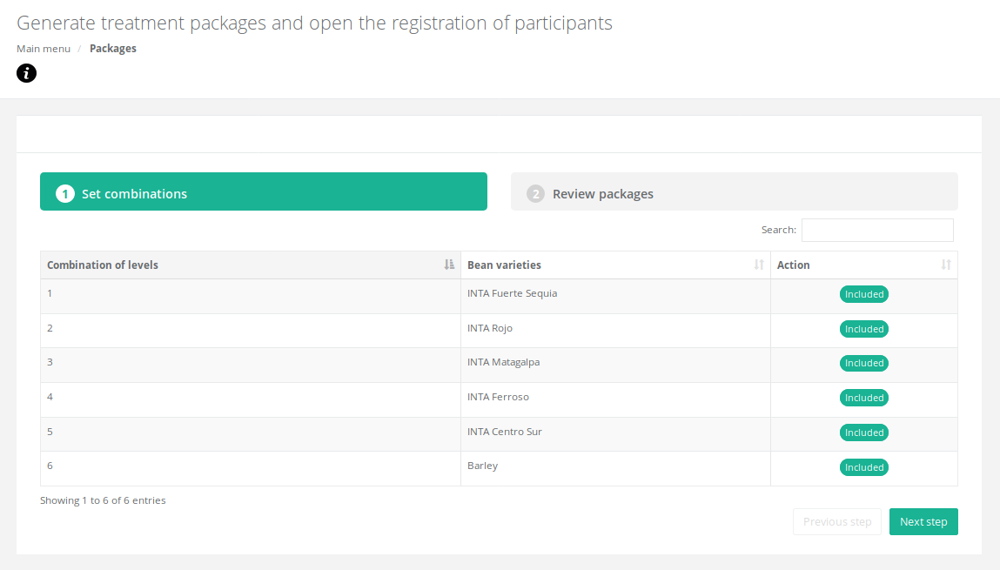 Generate treatment packages and open the registration of participants
Main menu / Packages
i
1 Set combinations
2 Review packages
Search:
Combination of levels Bean varieties Action
1 INTA Fuerte Sequia Included
2 INTA Rojo Included
3 INTA Matagalpa Included
4 INTA Ferroso Included
5 INTA Centro Sur Included
6 Barley Included
Showing 1 to 6 of 6 entries
Previous step Next step